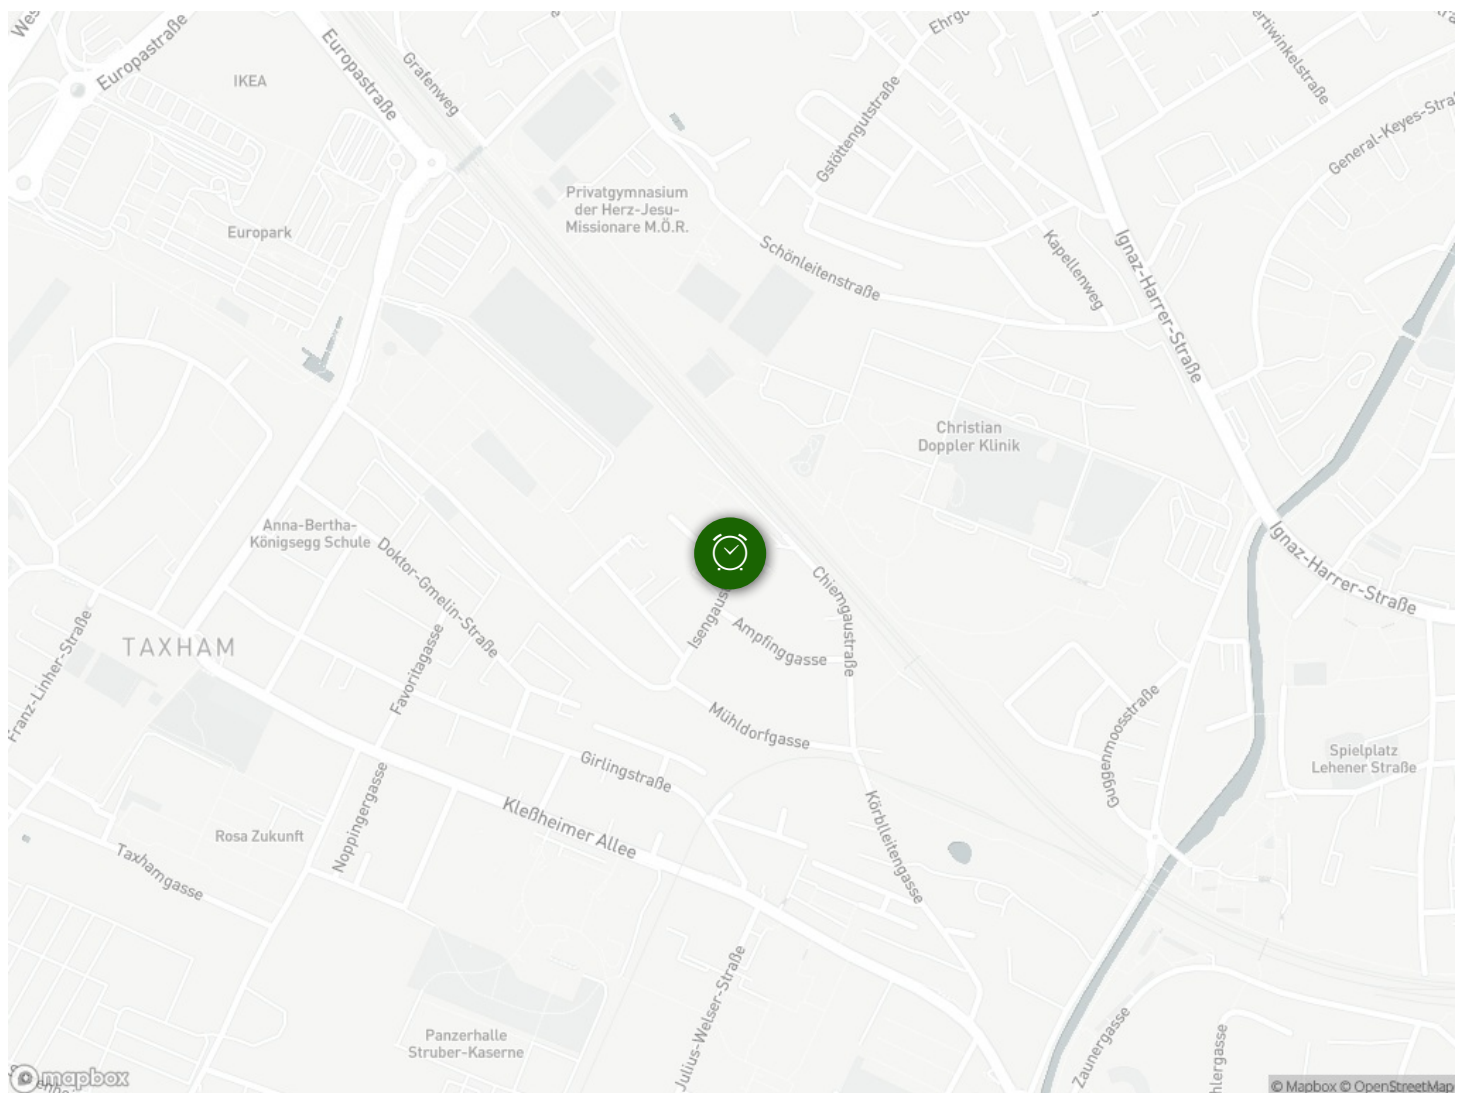 Europastraße
IKEA
Europastraße
Grafenweg
Privatgymnasium
der Herz-Jesu-
Missionare M.Ö.R.
Gstöttengutstraße
General-Keyes-Stra
Europark
Schönleitenstraße
Kapellenweg
Ignaz-Harrer-Straße
Christian
Doppler Klinik
Anna-Bertha-
Königsegg Schule
Doktor-Gmelin-Straße
Chiemgaustraße
Ignaz-Harrer-Straße
Isengaus
Ampfinggasse
TAXHAM
Franz-Linher-Straße
Favoritagasse
Mühldorfgasse
Guggenmoosstraße
Spielplatz
Lehener Straße
Girlingstraße
Noppingergasse
Kleßheimer Allee
Körblleitengasse
Rosa Zukunft
Taxhamgasse
Julius-Welser-Straße
Panzerhalle
Struber-Kaserne
Zaunergasse
hlergasse
mapbox
© Mapbox © OpenStreetMap